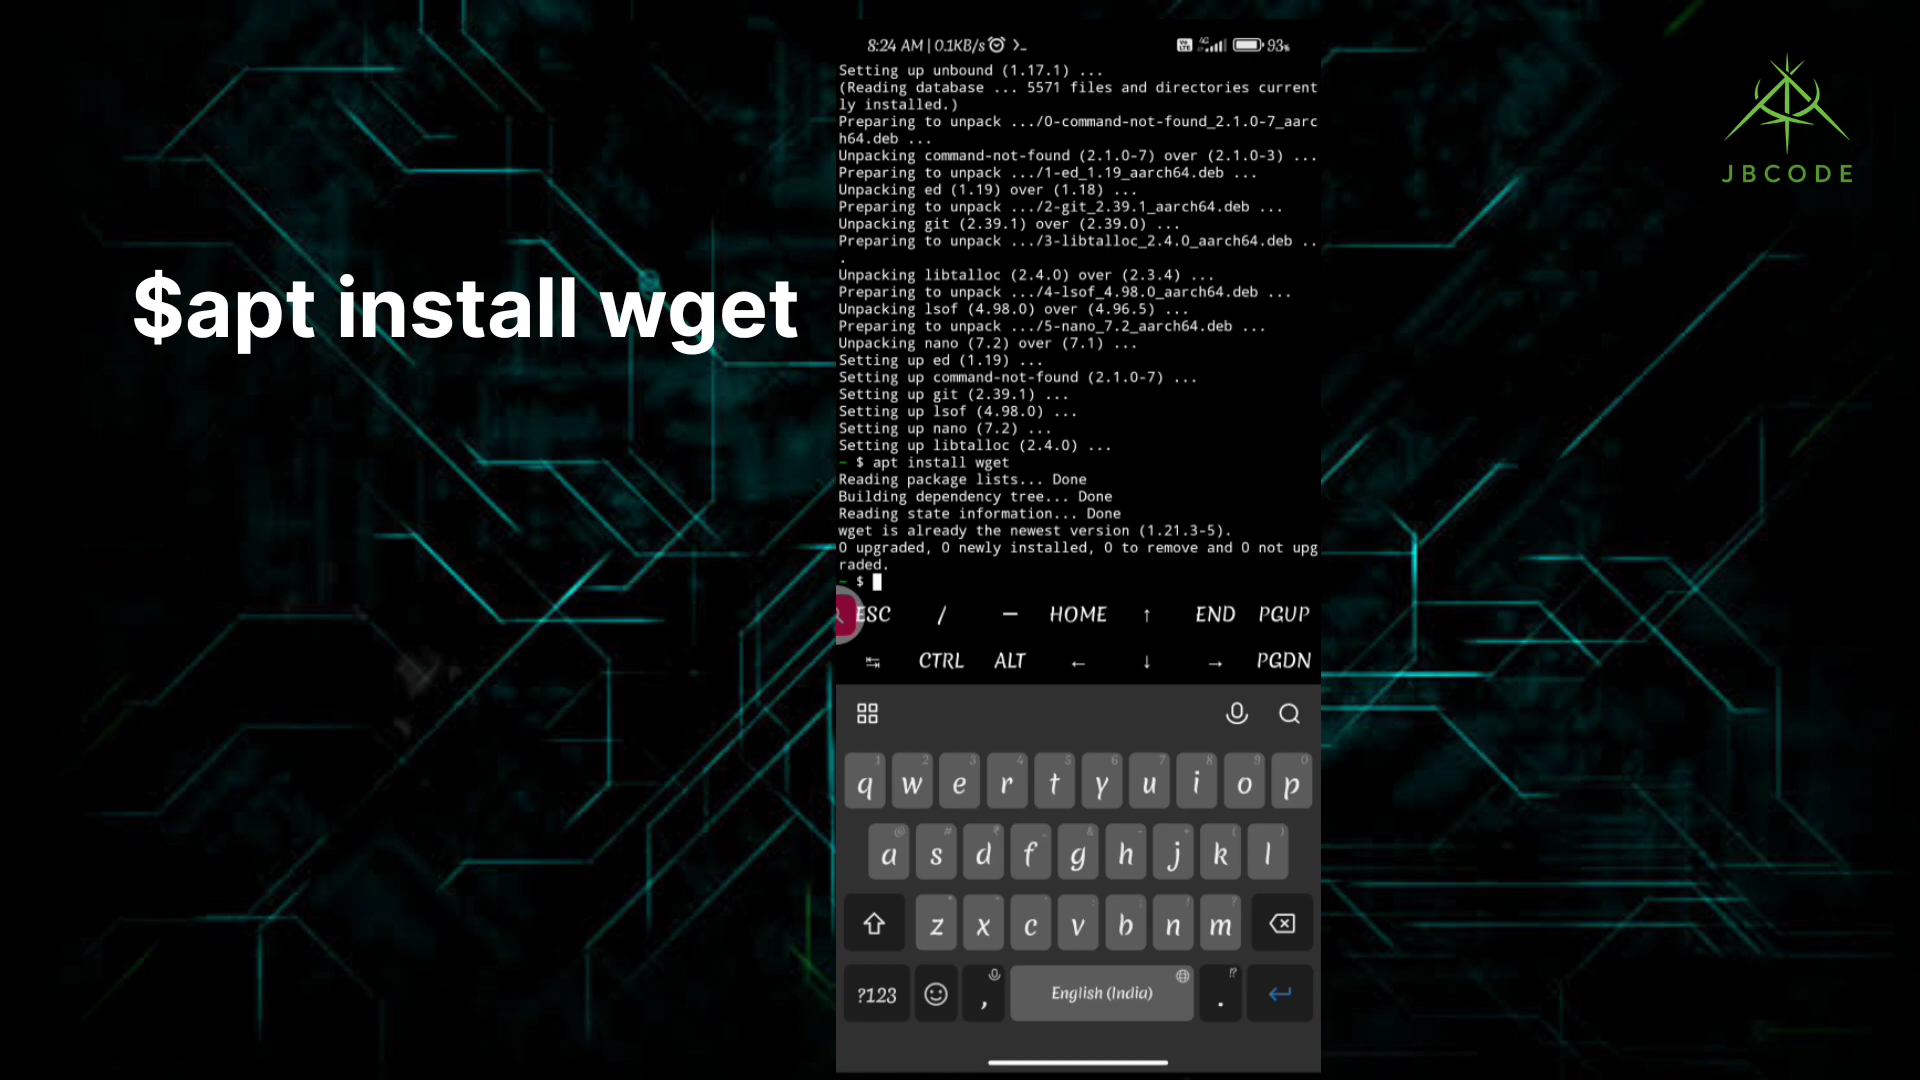 $apt install wget
8:24 AM | 0.1KB/s
4G
93%
JBCODE
Setting up unbound (1.17.1) ...
(Reading database ... 5571 files and directories current
ly installed.)
Preparing to unpack .../0-command-not-found_2.1.0-7_aarc
h64.deb ...
Unpacking command-not-found (2.1.0-7) over (2.1.0-3) ...
Preparing to unpack .../1-ed_1.19_aarch64.deb ...
Unpacking ed (1.19) over (1.18) ...
Preparing to unpack .../2-git_2.39.1_aarch64.deb ...
Unpacking git (2.39.1) over (2.39.0) ...
Preparing to unpack .../3-libtalloc_2.4.0_aarch64.deb ..
.
Unpacking libtalloc (2.4.0) over (2.3.4) ...
Preparing to unpack .../4-lsof_4.98.0_aarch64.deb ...
Unpacking lsof (4.98.0) over (4.96.5) ...
Preparing to unpack .../5-nano_7.2_aarch64.deb ...
Unpacking nano (7.2) over (7.1) ...
Setting up ed (1.19) ...
Setting up command-not-found (2.1.0-7) ...
Setting up git (2.39.1) ...
Setting up lsof (4.98.0) ...
Setting up nano (7.2) ...
Setting up libtalloc (2.4.0) ...
~ $ apt install wget
Reading package lists... Done
Building dependency tree... Done
Reading state information... Done
wget is already the newest version (1.21.3-5).
0 upgraded, 0 newly installed, 0 to remove and 0 not upg
raded.
~ $
ESC / — HOME ↑ END PGUP
↹ CTRL ALT ← ↓ → PGDN
1 2 3 4 5 6 7 8 9 0
q w e r t y u i o p
a s d f g h j k l
z x c v b n m
?123 , English (India) .